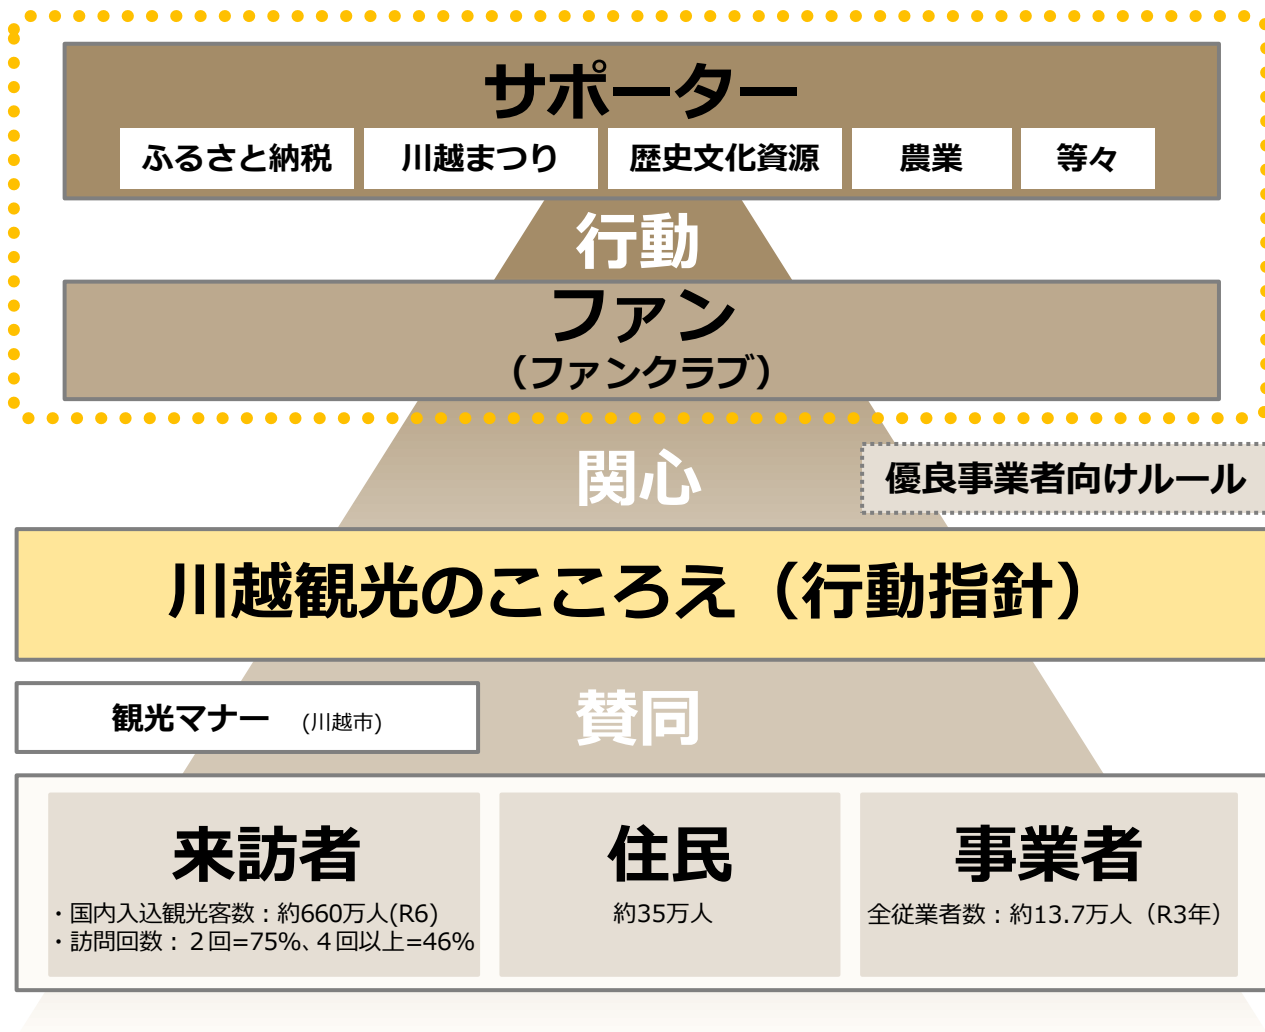 サポーター
ふるさと納税 川越まつり 歴史文化資源 農業 等々
行動
ファン
（ファンクラブ）
関心
優良事業者向けルール
川越観光のこころえ（行動指針）
観光マナー (川越市)
賛同
来訪者
・国内入込観光客数：約660万人(R6)
・訪問回数：２回=75%、４回以上=46%
住民
約35万人
事業者
全従業者数：約13.7万人（R3年）